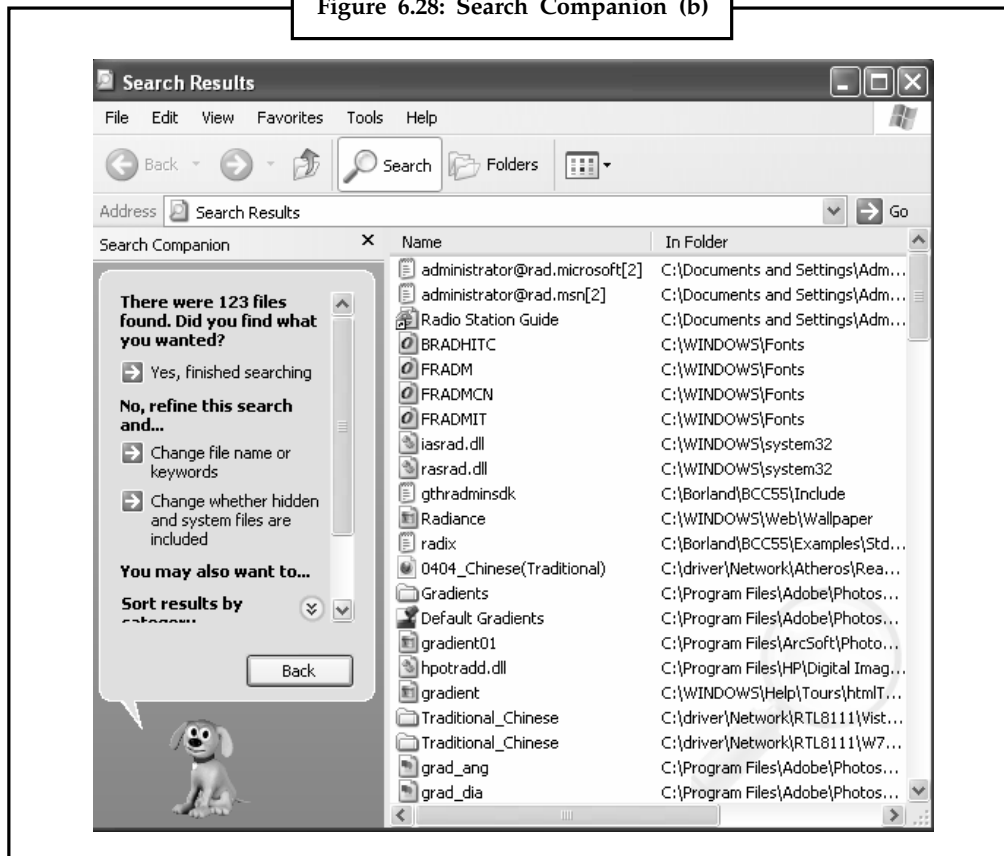 Figure 6.28: Search Companion (b)
Search Results
File Edit View Favorites Tools Help
Back Search Folders
Address Search Results Go
Search Companion
There were 123 files
found. Did you find what
you wanted?
Yes, finished searching
No, refine this search
and...
Change file name or
keywords
Change whether hidden
and system files are
included
You may also want to...
Sort results by
category
Back
Name In Folder
administrator@rad.microsoft[2] C:\Documents and Settings\Adm...
administrator@rad.msn[2] C:\Documents and Settings\Adm...
Radio Station Guide C:\Documents and Settings\Adm...
BRADHITC C:\WINDOWS\Fonts
FRADM C:\WINDOWS\Fonts
FRADMCN C:\WINDOWS\Fonts
FRADMIT C:\WINDOWS\Fonts
iasrad.dll C:\WINDOWS\system32
rasrad.dll C:\WINDOWS\system32
gthradminsdk C:\Borland\BCC55\Include
Radiance C:\WINDOWS\Web\Wallpaper
radix C:\Borland\BCC55\Examples\Std...
0404_Chinese(Traditional) C:\driver\Network\Atheros\Rea...
Gradients C:\Program Files\Adobe\Photos...
Default Gradients C:\Program Files\Adobe\Photos...
gradient01 C:\Program Files\ArcSoft\Photo...
hpotradd.dll C:\Program Files\HP\Digital Imag...
gradient C:\WINDOWS\Help\Tours\htmlT...
Traditional_Chinese C:\driver\Network\RTL8111\Vist...
Traditional_Chinese C:\driver\Network\RTL8111\W7...
grad_ang C:\Program Files\Adobe\Photos...
grad_dia C:\Program Files\Adobe\Photos...